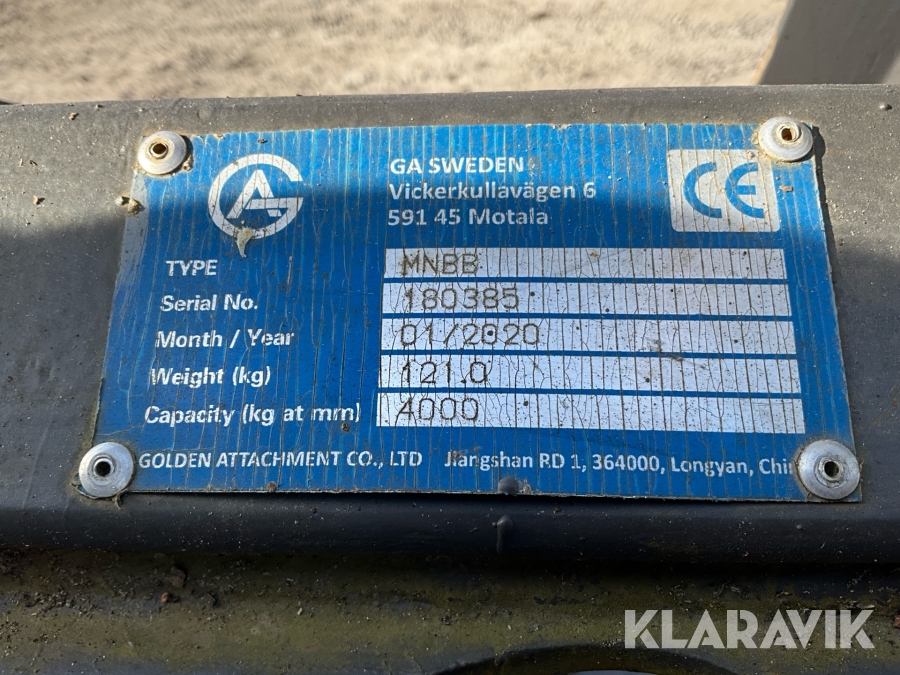 GA SWEDEN
Vickerkullavägen 6
591 45 Motala
CE
TYPE MNBB
Serial No. 180385
Month / Year 01/2020
Weight (kg) 121.0
Capacity (kg at mm) 4000
GOLDEN ATTACHMENT CO., LTD Jiangshan RD 1, 364000, Longyan, Chi
KLARAVIK